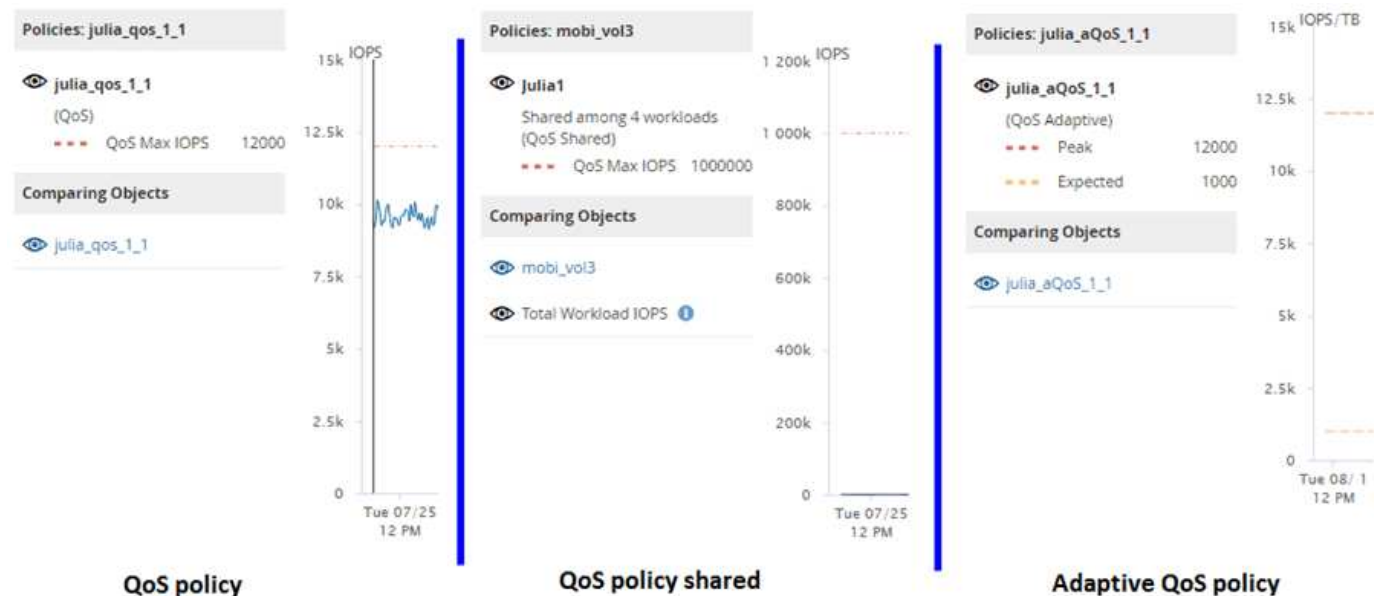 Policies: julia_qos_1_1
julia_qos_1_1
(QoS)
QoS Max IOPS 12000
Comparing Objects
julia_qos_1_1
IOPS
15k
12.5k
10k
7.5k
5k
2.5k
0
Tue 07/25
12 PM
QoS policy
Policies: mobi_vol3
Julia1
Shared among 4 workloads
(QoS Shared)
QoS Max IOPS 1000000
Comparing Objects
mobi_vol3
Total Workload IOPS i
IOPS
1 200k
1 000k
800k
600k
400k
200k
0
Tue 07/25
12 PM
QoS policy shared
Policies: julia_aQoS_1_1
julia_aQoS_1_1
(QoS Adaptive)
Peak 12000
Expected 1000
Comparing Objects
julia_aQoS_1_1
IOPS/TB
15k
12.5k
10k
7.5k
5k
2.5k
0
Tue 08/ 1
12 PM
Adaptive QoS policy